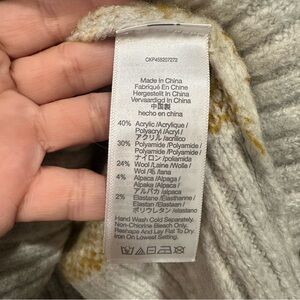 CKP459207272
Made In China
Fabriqué En Chine
Hergestellt In China
Vervaardigd In China
中国製
hecho en china
40% Acrylic /Acrylique /
Polyacryl /Acryl /
アクリル /acrílico
30% Polyamide /Polyamide /
Polyamid /Polyamide /
ナイロン /poliamida
24% Wool /Laine /Wolle /
Wol /毛 /lana
4% Alpaca /Alpaga /
Alpaka /Alpaca /
アルパカ /alpaca
2% Elastane /Elasthanne /
Elastan /Elastaan /
ポリウレタン /elastano
Hand Wash Cold Separately.
Non-Chlorine Bleach Only.
Reshape And Lay Flat To Dry.
Iron On Lowest Setting.